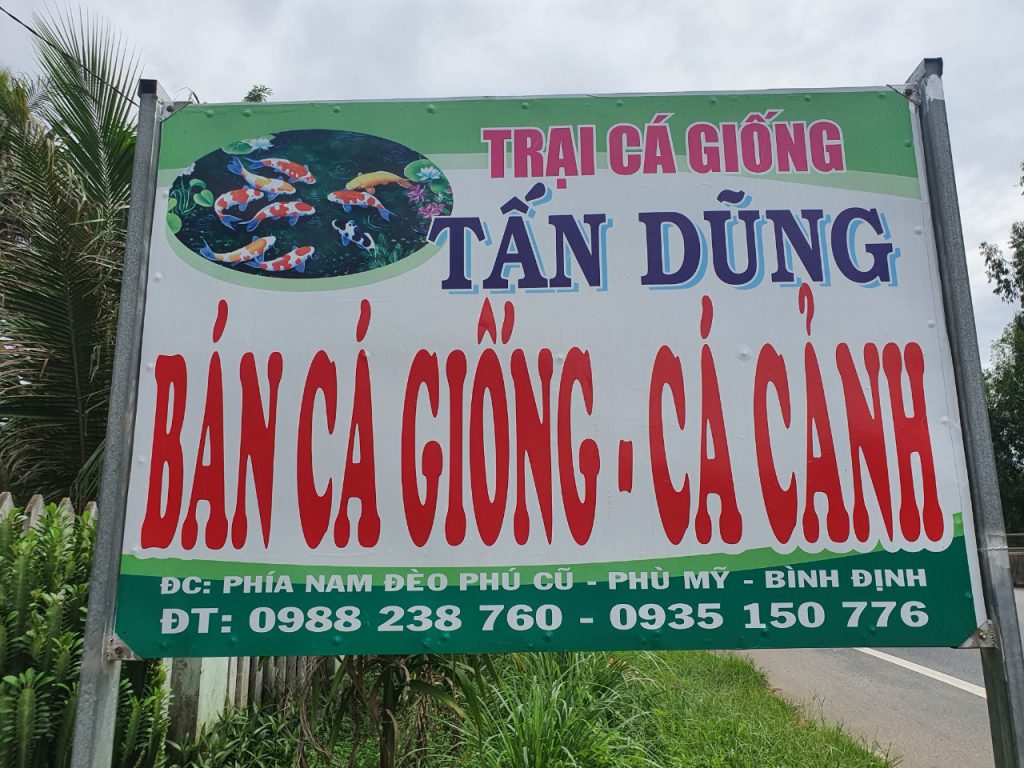 TRẠI CÁ GIỐNG
TẤN DŨNG
BÁN CÁ GIỐNG - CÁ CẢNH
ĐC: PHÍA NAM ĐÈO PHÚ CŨ - PHÙ MỸ - BÌNH ĐỊNH
ĐT: 0988 238 760 - 0935 150 776